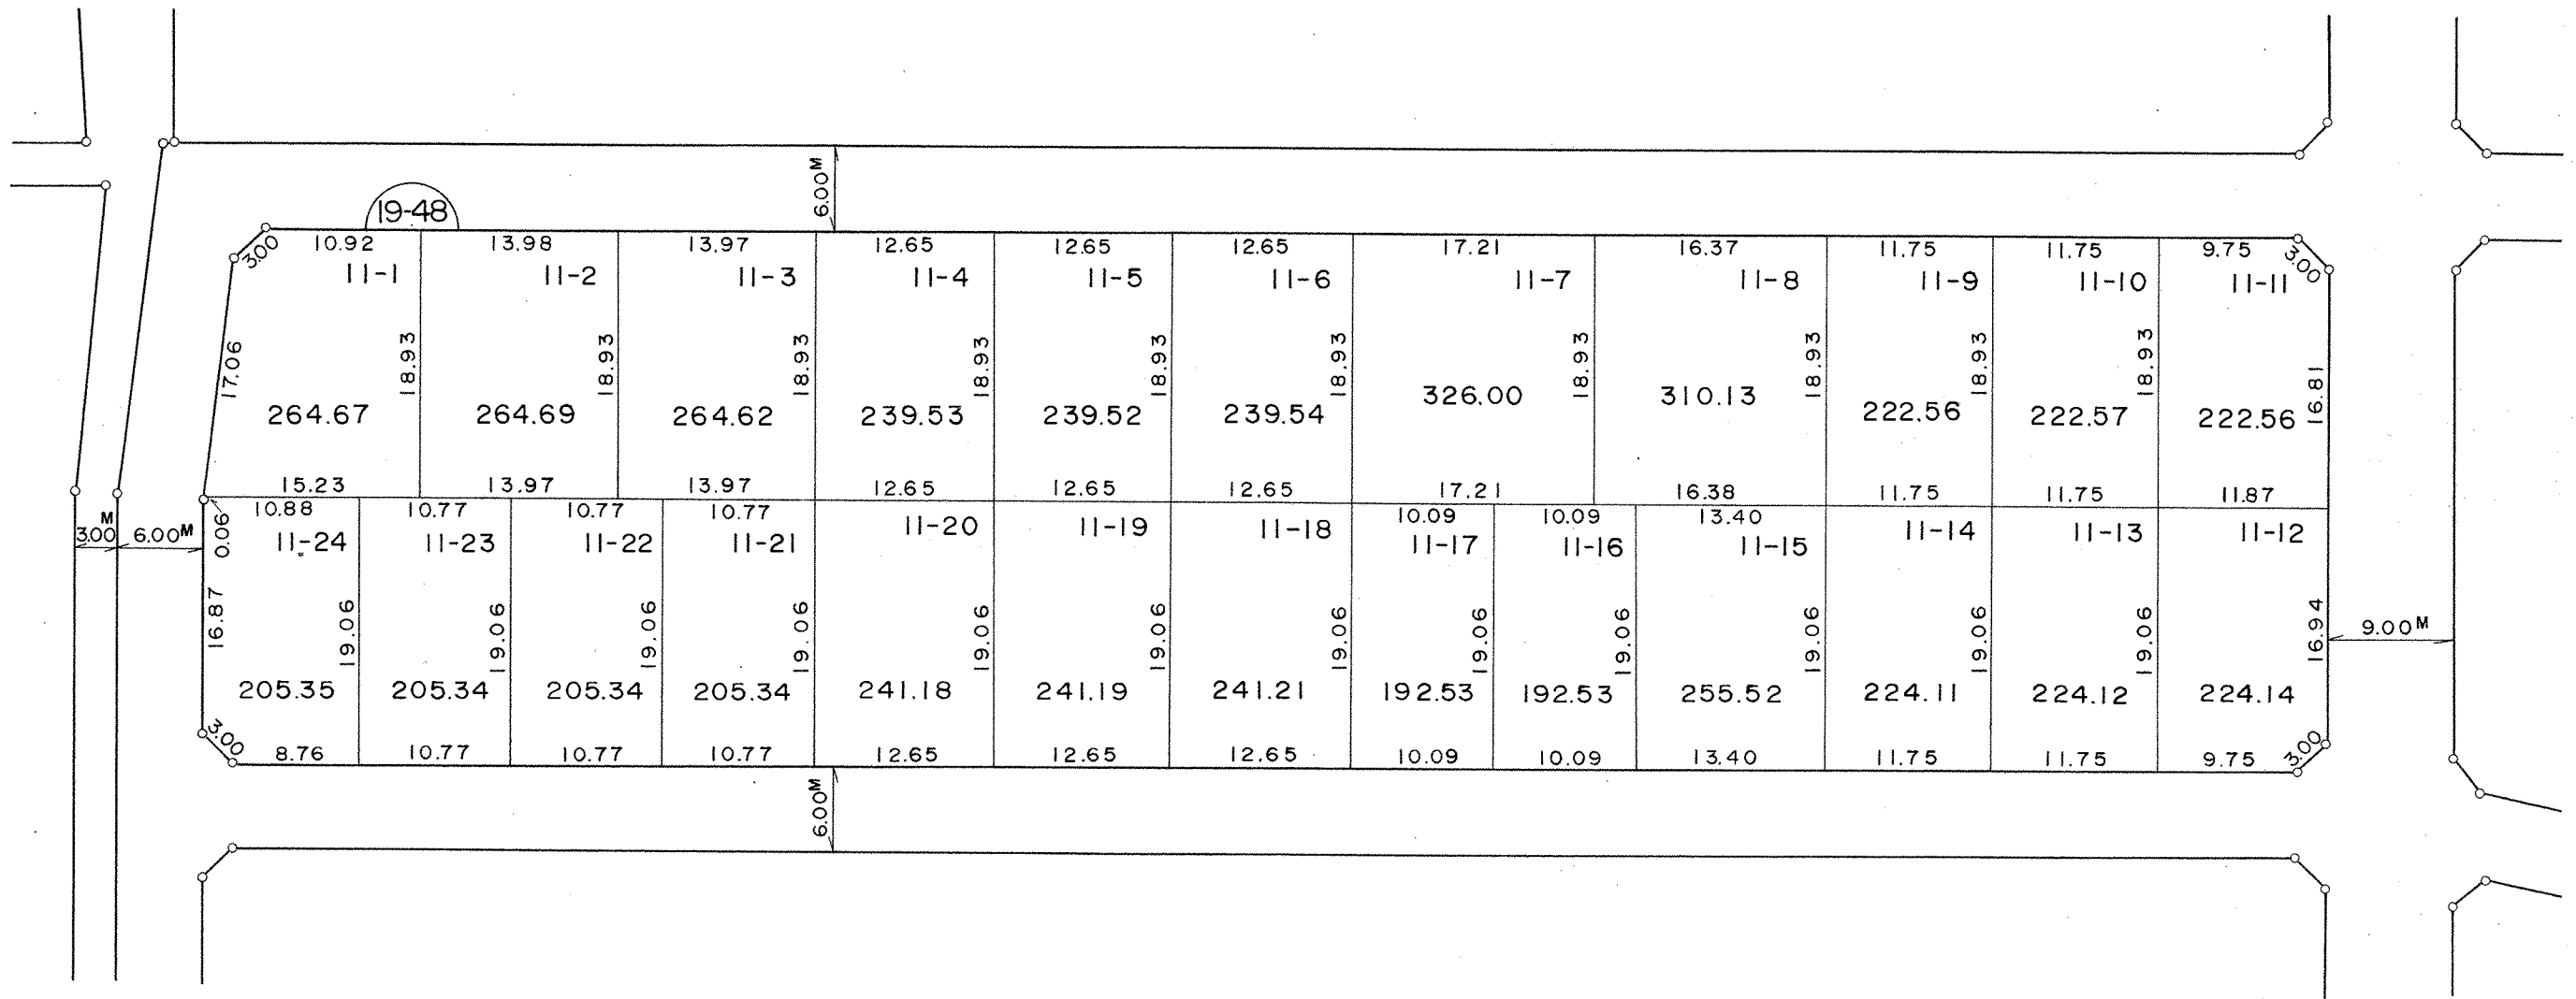 6.00M
19-48
3.00 10.92 13.98 13.97 12.65 12.65 12.65 17.21 16.37 11.75 11.75 9.75 3.00
11-1 11-2 11-3 11-4 11-5 11-6 11-7 11-8 11-9 11-10 11-11
17.06 18.93 18.93 18.93 18.93 18.93 18.93 18.93 18.93 18.93 18.93 16.81
264.67 264.69 264.62 239.53 239.52 239.54 326.00 310.13 222.56 222.57 222.56
15.23 13.97 13.97 12.65 12.65 12.65 17.21 16.38 11.75 11.75 11.87
10.88 10.77 10.77 10.77 10.09 10.09 13.40
3.00M 6.00M 0.06 11-24 11-23 11-22 11-21 11-20 11-19 11-18 11-17 11-16 11-15 11-14 11-13 11-12
16.87 19.06 19.06 19.06 19.06 19.06 19.06 19.06 19.06 19.06 19.06 19.06 19.06 16.94 9.00M
205.35 205.34 205.34 205.34 241.18 241.19 241.21 192.53 192.53 255.52 224.11 224.12 224.14
3.00 8.76 10.77 10.77 10.77 12.65 12.65 12.65 10.09 10.09 13.40 11.75 11.75 9.75 3.00
6.00M